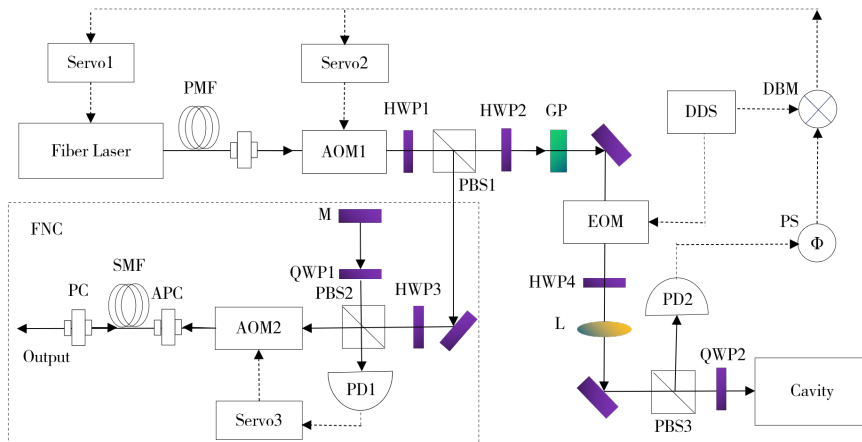 Servo1
Servo2
DBM
PMF
HWP1
HWP2
GP
DDS
Fiber Laser
AOM1
PBS1
M
EOM
PS
Φ
FNC
QWP1
SMF
PBS2
HWP3
HWP4
PC
APC
PD2
AOM2
L
QWP2
Output
PD1
Cavity
Servo3
PBS3